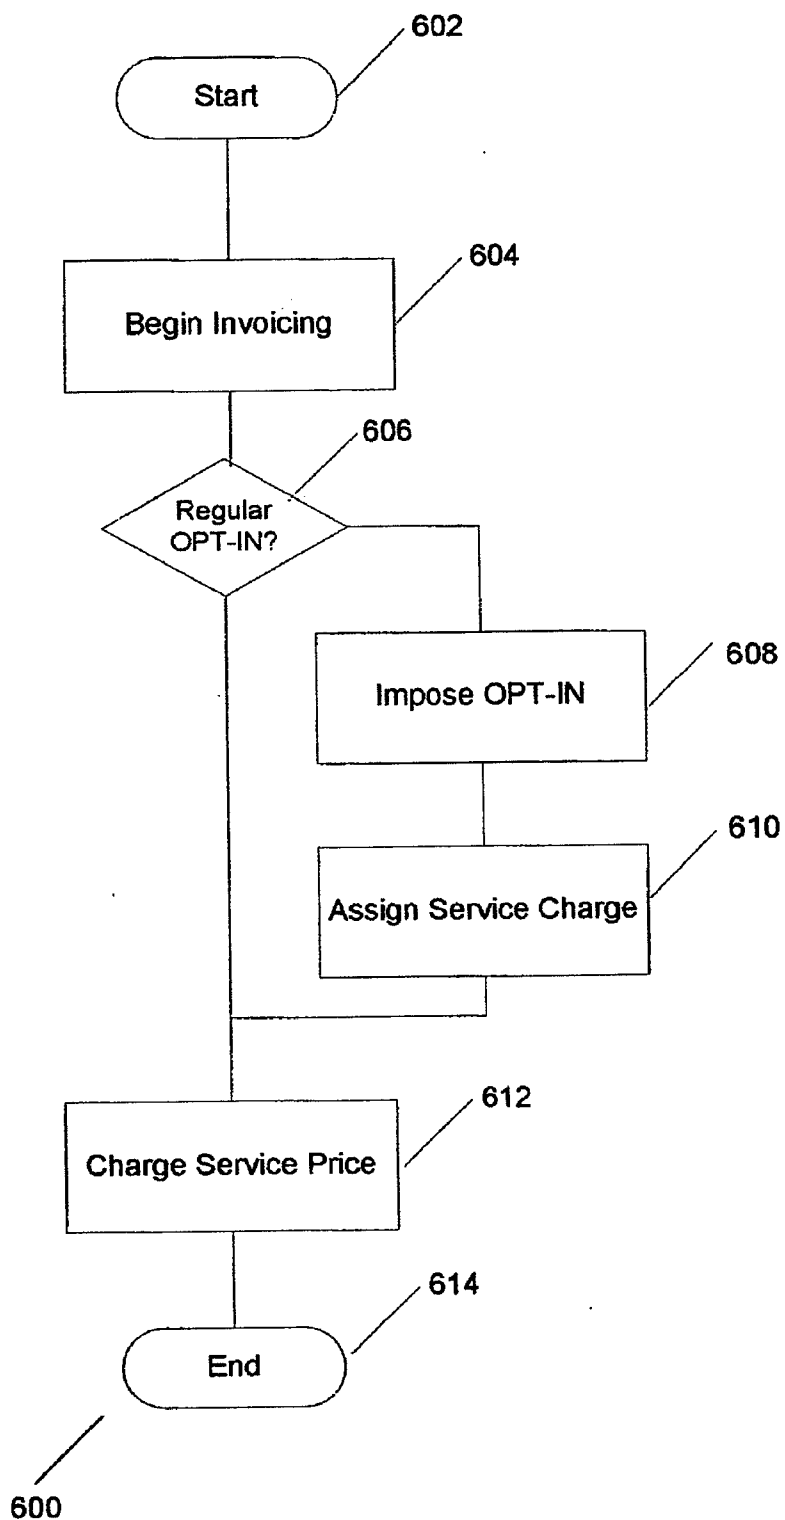 602
Start
604
Begin Invoicing
606
Regular
OPT-IN?
608
Impose OPT-IN
610
Assign Service Charge
612
Charge Service Price
614
End
600